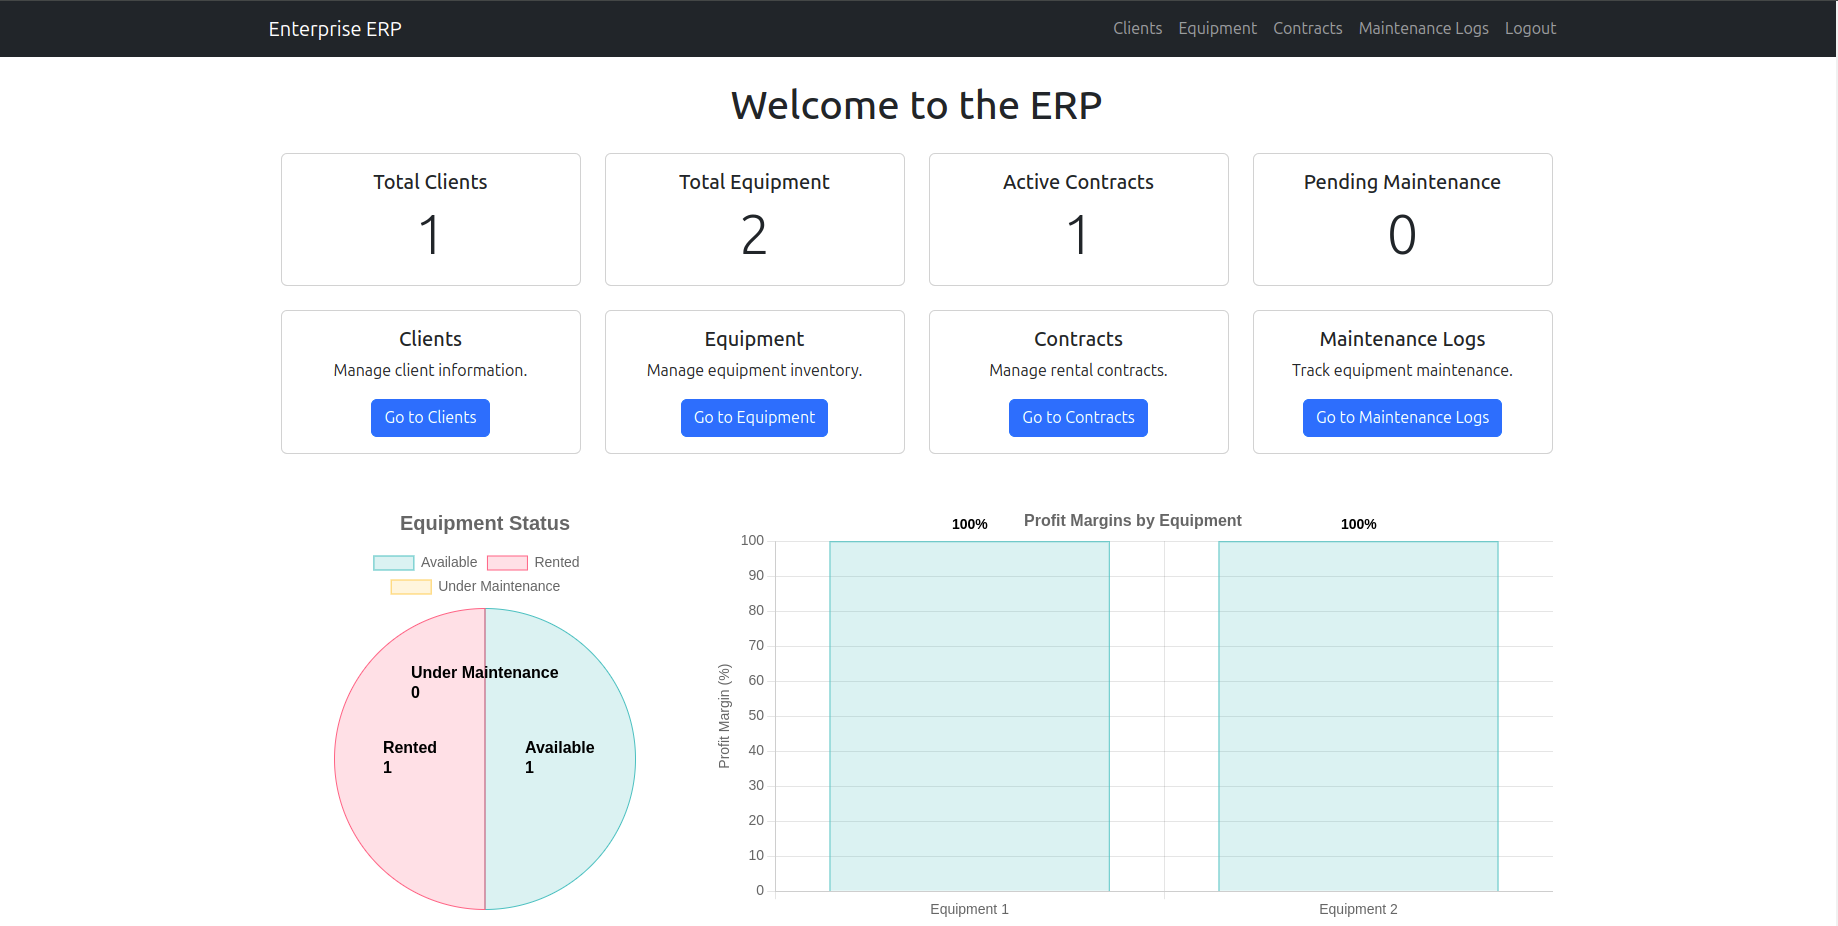 Enterprise ERP
Clients Equipment Contracts Maintenance Logs Logout
Welcome to the ERP
Total Clients
1
Total Equipment
2
Active Contracts
1
Pending Maintenance
0
Clients
Manage client information.
Go to Clients
Equipment
Manage equipment inventory.
Go to Equipment
Contracts
Manage rental contracts.
Go to Contracts
Maintenance Logs
Track equipment maintenance.
Go to Maintenance Logs
Equipment Status
Available Rented
Under Maintenance
Under Maintenance
0
Rented
1
Available
1
Profit Margins by Equipment
100%
100%
Profit Margin (%)
100
90
80
70
60
50
40
30
20
10
0
Equipment 1
Equipment 2